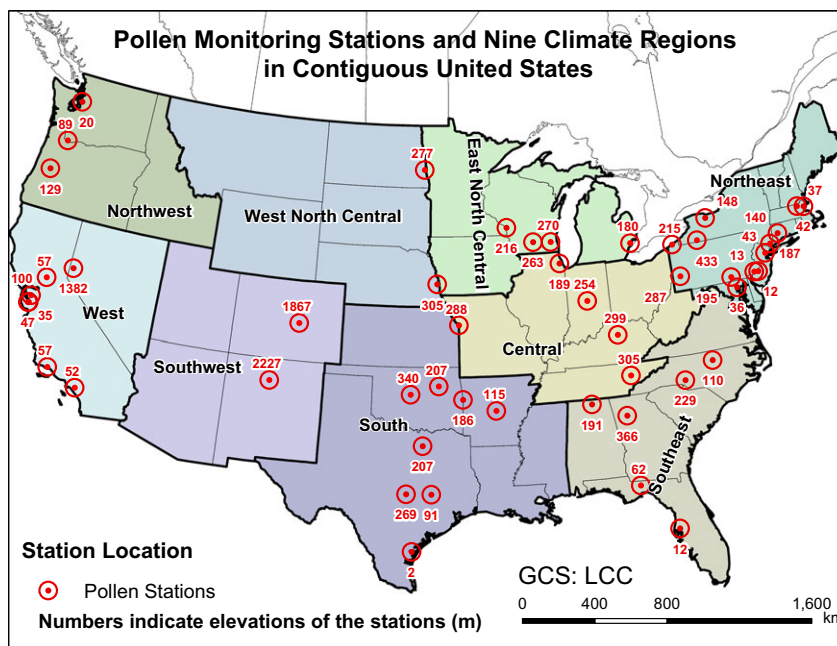 Pollen Monitoring Stations and Nine Climate Regions
in Contiguous United States
20
89
129
Northwest
277
West North Central
East North
Central
Northeast
37
148
140
42
180
215
43
270
216
263
433
13
187
12
57
100
1382
35
47
West
305
189
254
287
195
36
1867
288
299
Central
57
52
Southwest
2227
340
207
305
110
186
115
229
191
366
South
207
62
Southeast
269
91
12
2
Station Location
Pollen Stations
Numbers indicate elevations of the stations (m)
GCS: LCC
0 400 800 1,600
km